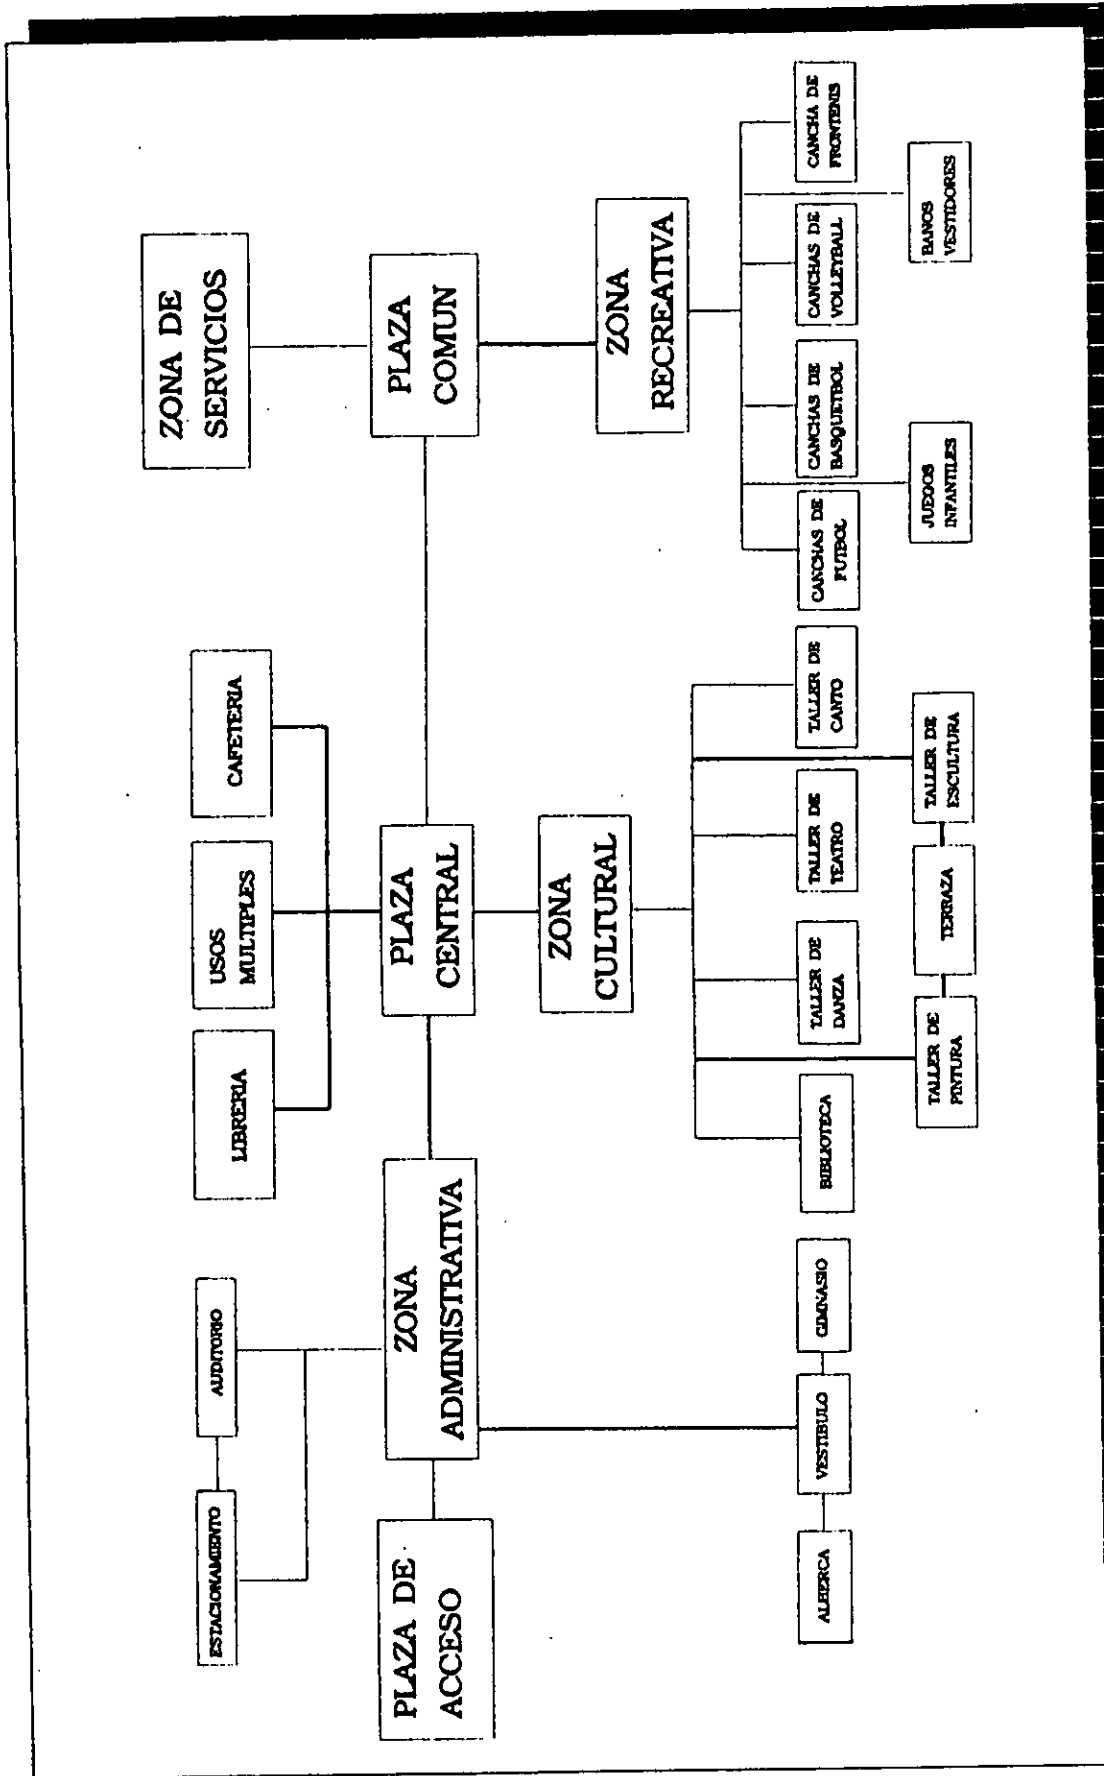 ESTACIONAMIENTO
AUDITORIO
LIBRERIA
USOS
MULTIPLES
CAFETERIA
ZONA DE
SERVICIOS
PLAZA DE
ACCESO
ZONA
ADMINISTRATIVA
PLAZA
CENTRAL
PLAZA
COMUN
ZONA
CULTURAL
ZONA
RECREATIVA
ALBERCA
VESTIBULO
GIMNASIO
BIBLIOTECA
TALLER DE
DANZA
TALLER DE
TEATRO
TALLER DE
CANTO
CANCHAS DE
FUTBOL
CANCHAS DE
BASQUETBOL
CANCHAS DE
VOLLEYBALL
CANCHA DE
FRONTENIS
TALLER DE
PINTURA
TERRAZA
TALLER DE
ESCULTURA
JUEGOS
INFANTILES
BANOS
VESTIDORES